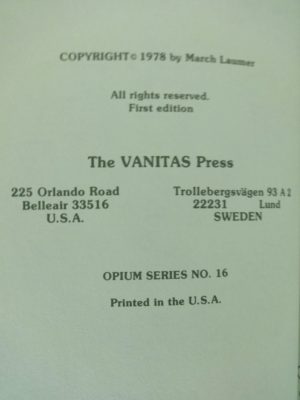 COPYRIGHT© 1978 by March Laumer
All rights reserved.
First edition
The VANITAS Press
225 Orlando Road
Belleair 33516
U.S.A.
Trollebergsvägen 93 A2
22231 Lund
SWEDEN
OPIUM SERIES NO. 16
Printed in the U.S.A.